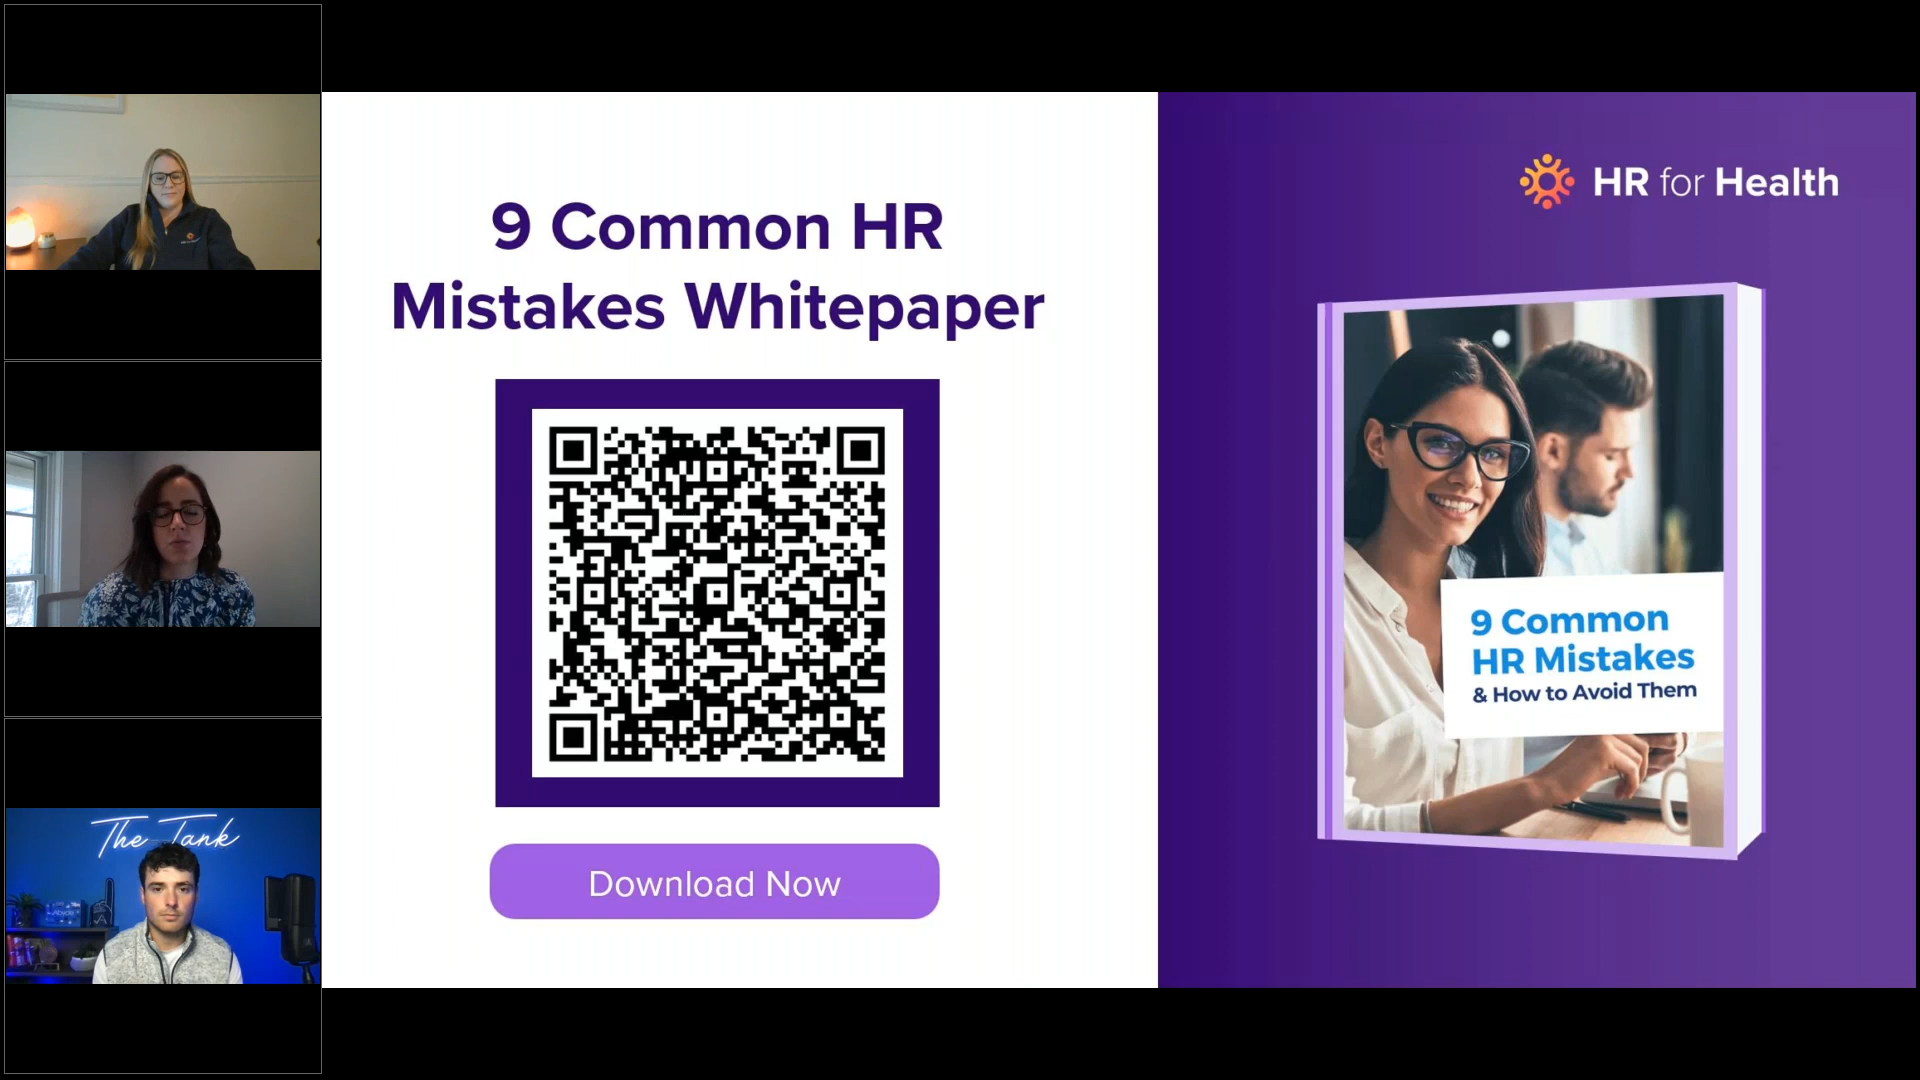 The Tank
9 Common HR
Mistakes Whitepaper
Download Now
HR for Health
9 Common
HR Mistakes
& How to Avoid Them